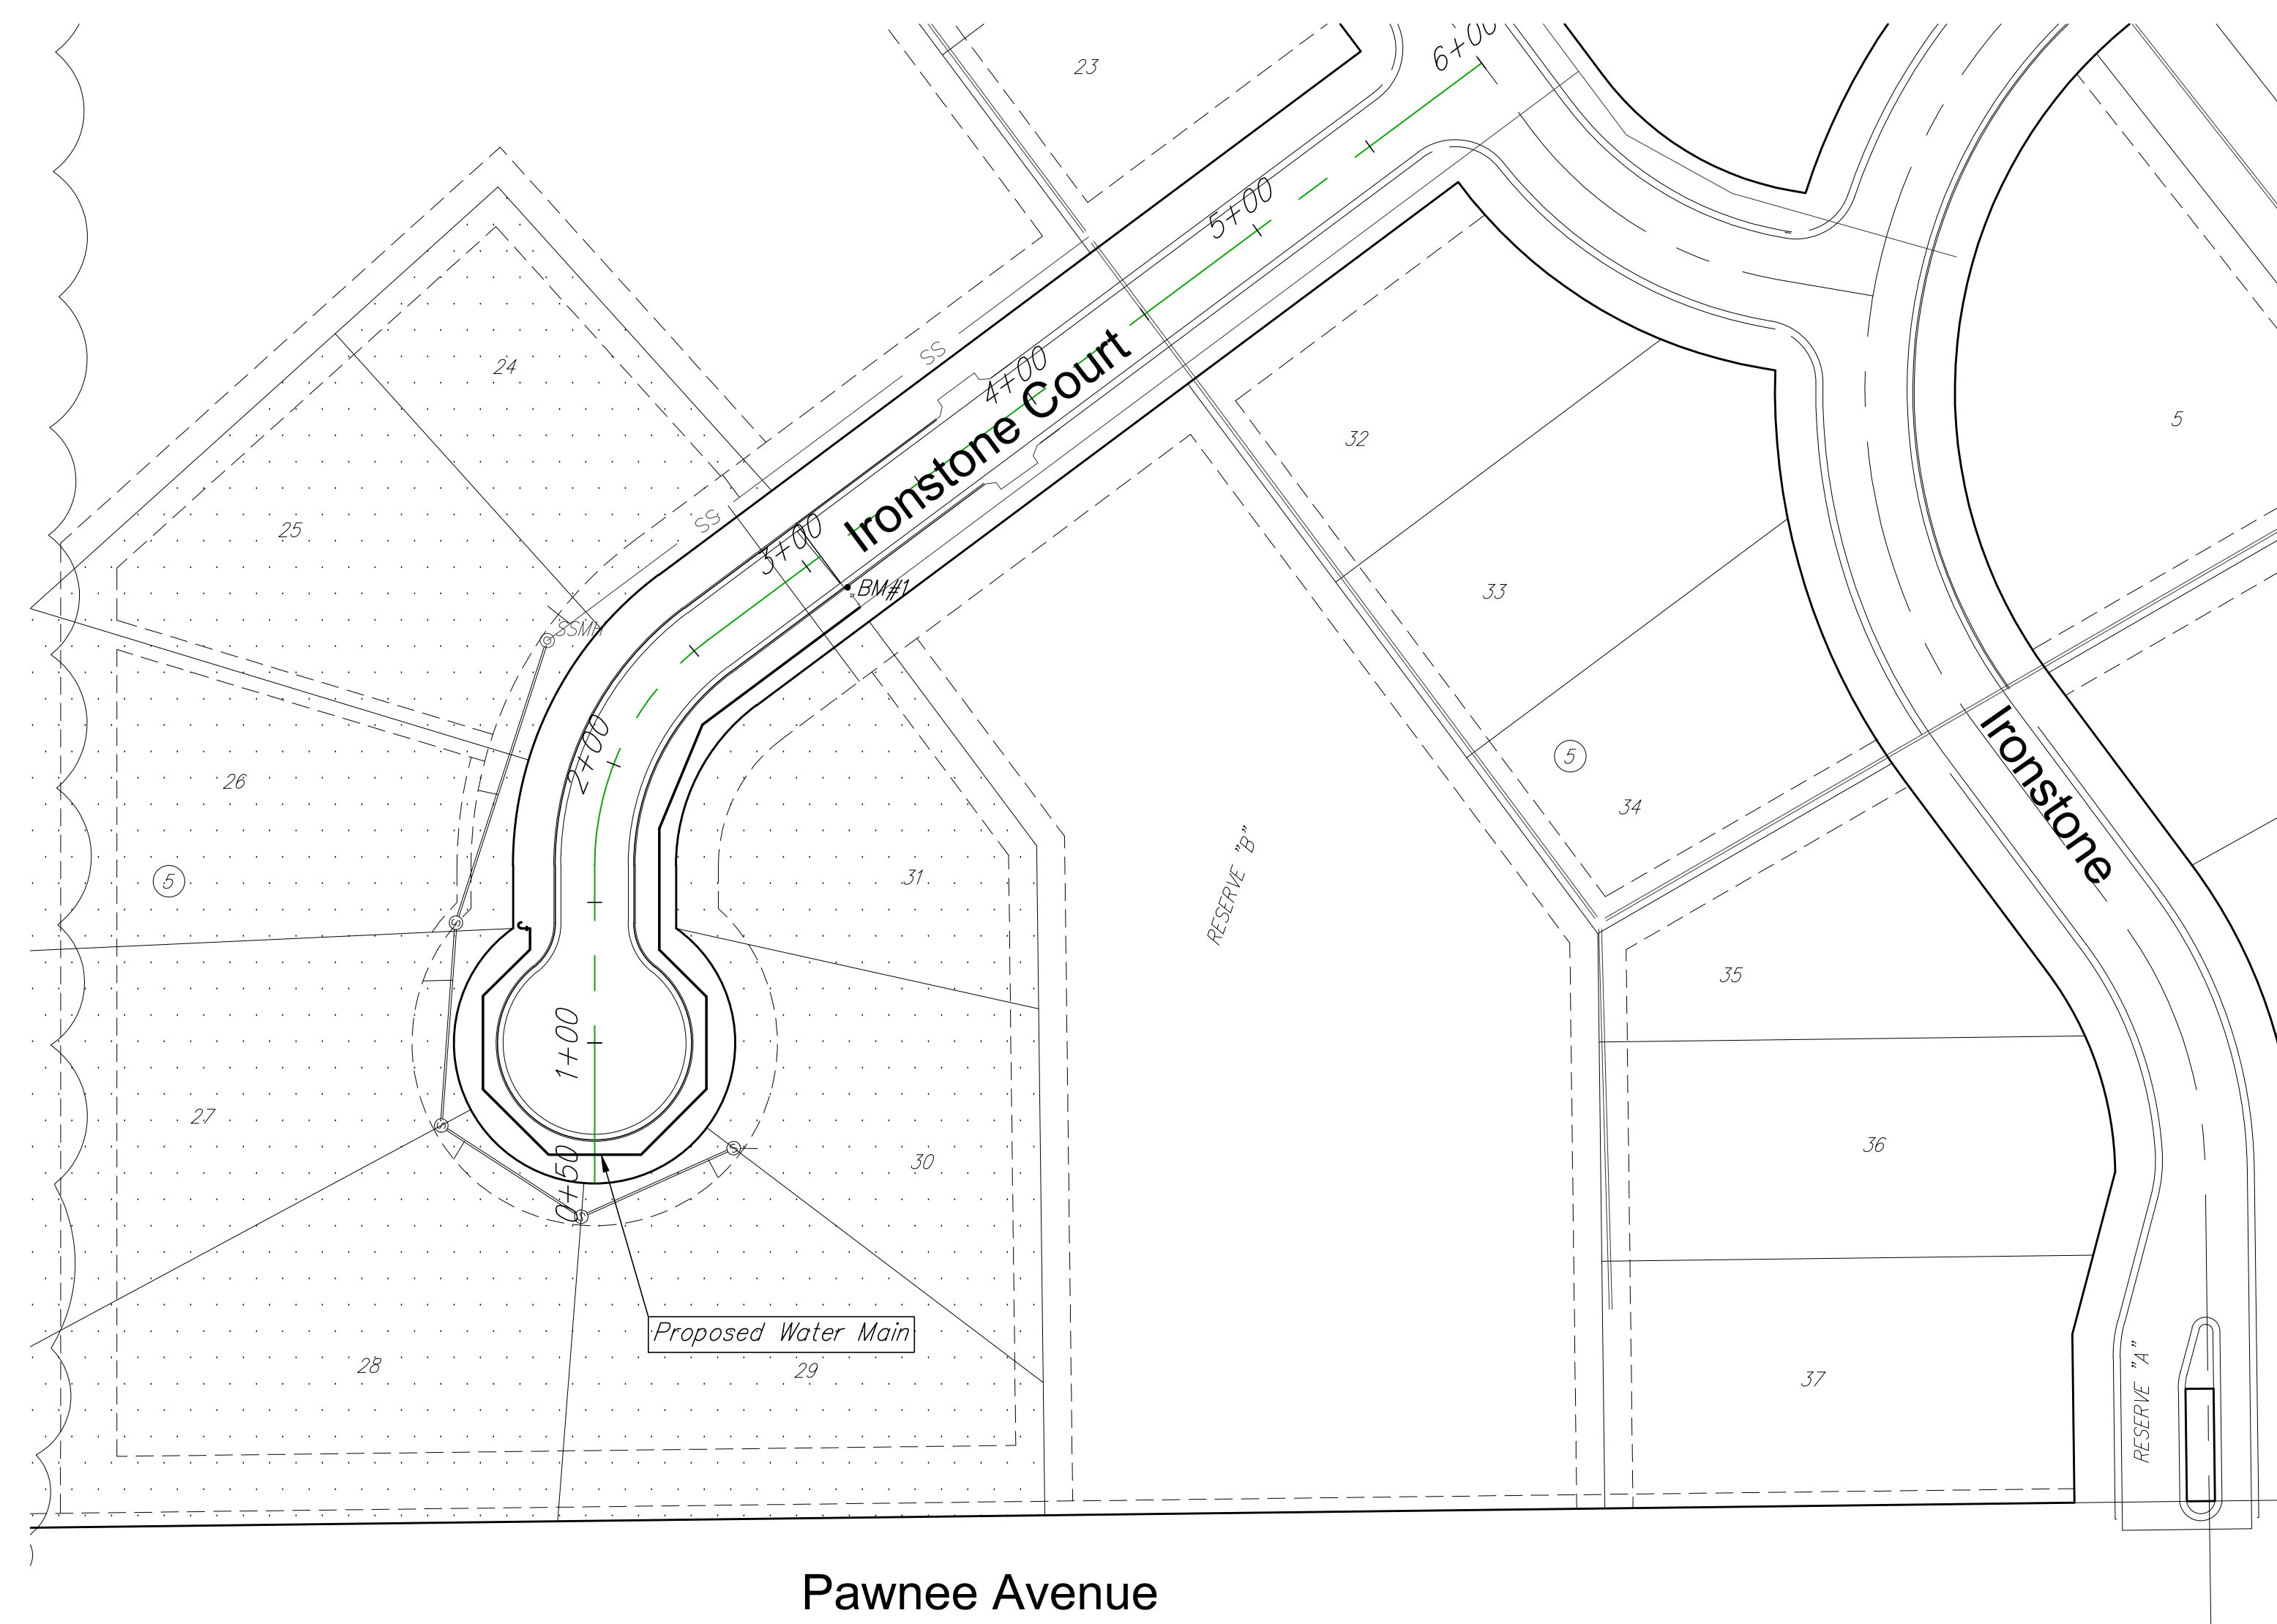 23
6+00
5+00
24
SS
4+00
Ironstone Court
32
5
25
SS
3+00
BM#1
33
SSMH
2+00
26
5
34
Ironstone
5
31
RESERVE "B"
35
S
1+00
27
S
S
30
36
0+50
S
Proposed Water Main
28
29
37
RESERVE "A"
Pawnee Avenue